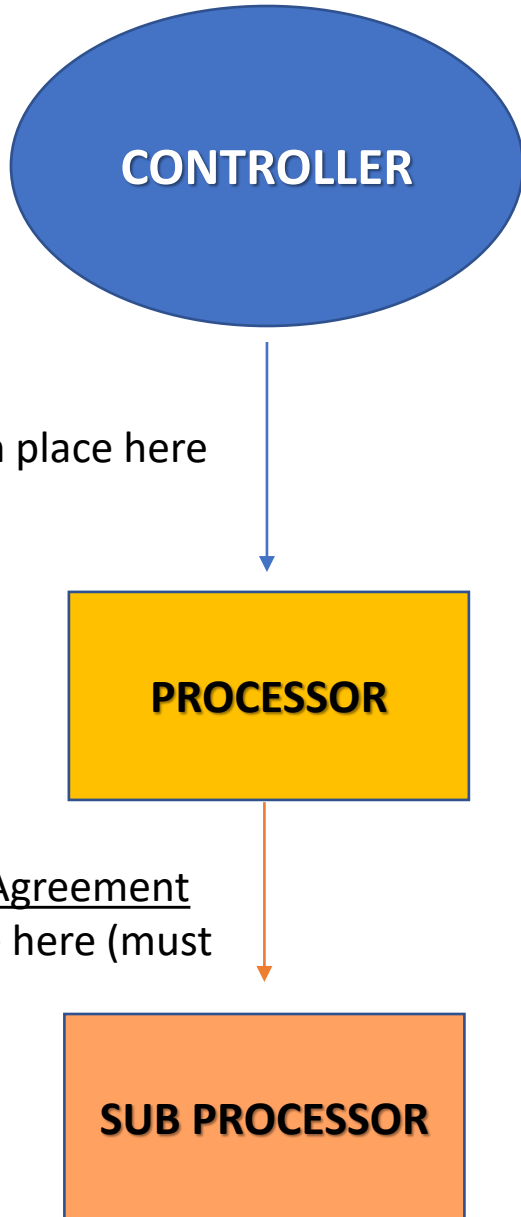 CONTROLLER
place here
PROCESSOR
Agreement
here (must
SUB PROCESSOR